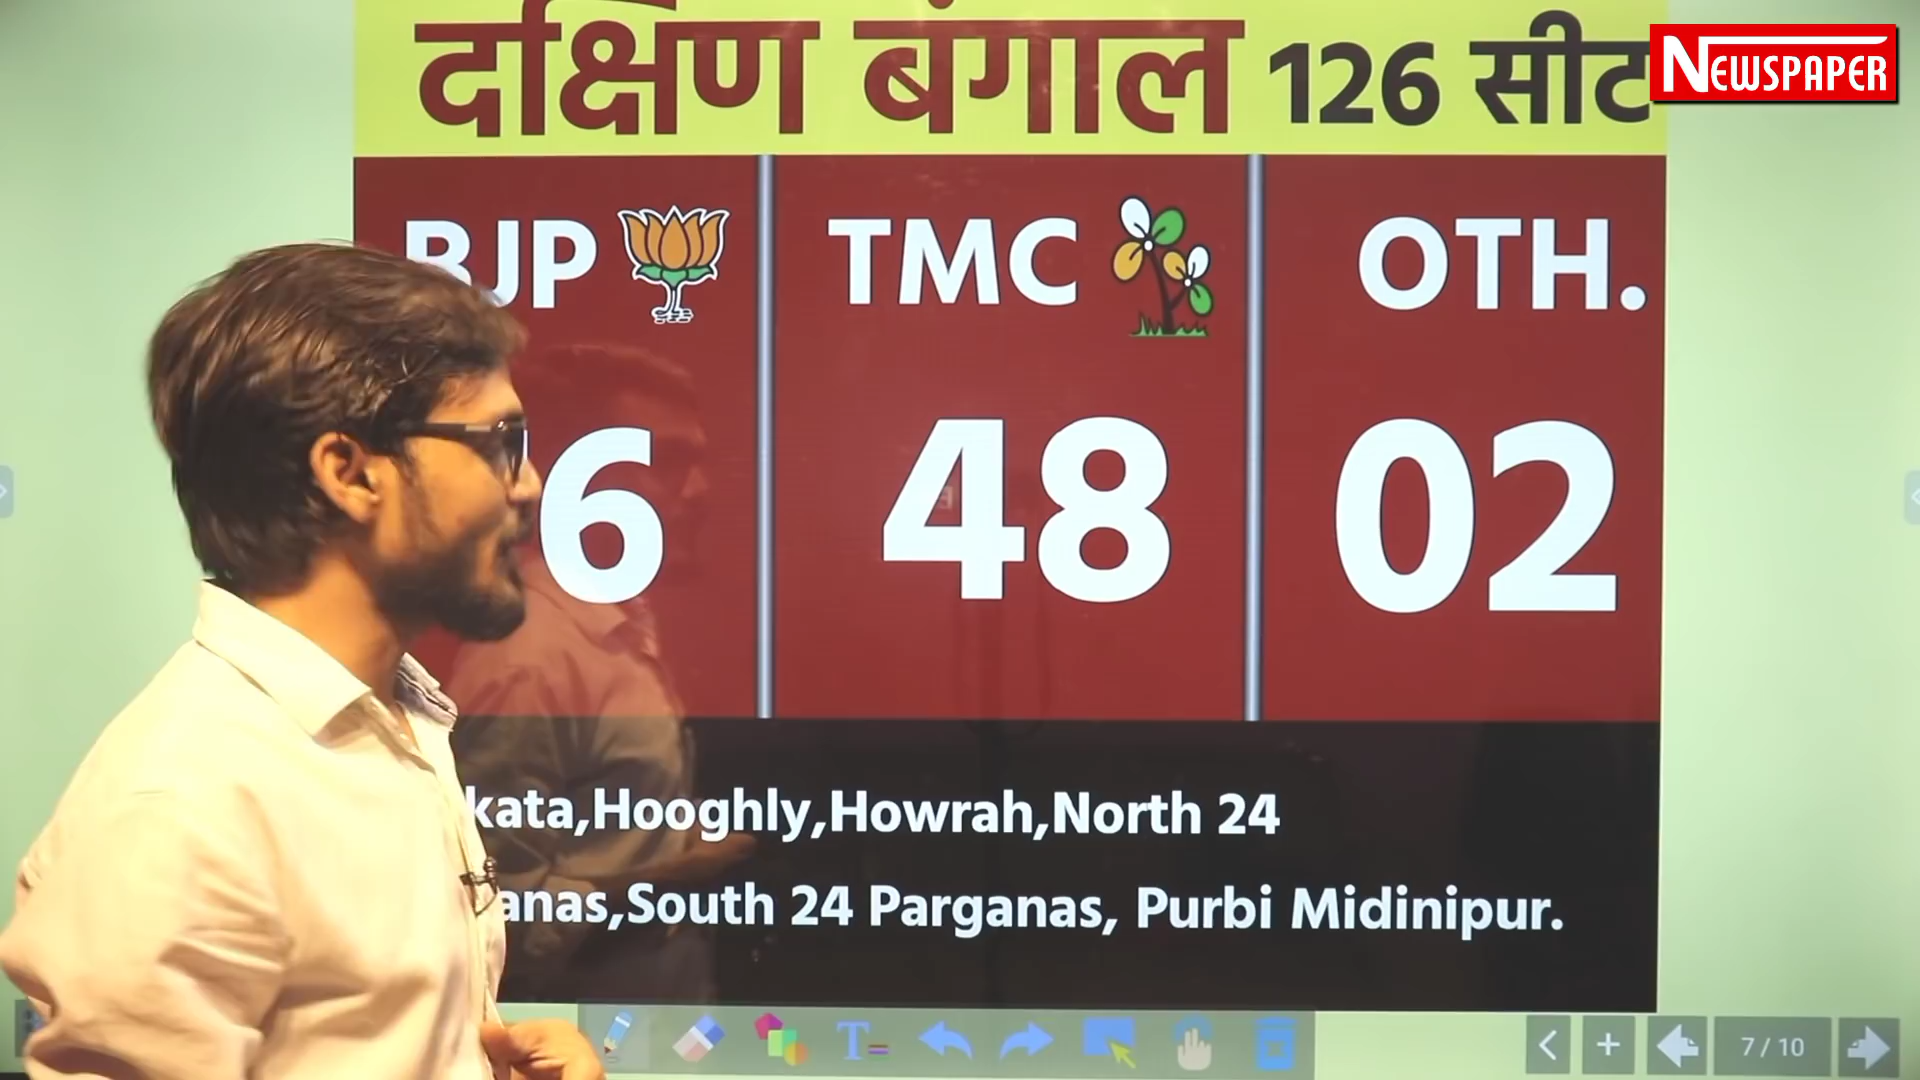 दक्षिण बंगाल 126 सीट
NEWSPAPER
BJP TMC OTH.
6 48 02
kata,Hooghly,Howrah,North 24
anas,South 24 Parganas, Purbi Midinipur.
T
7 / 10